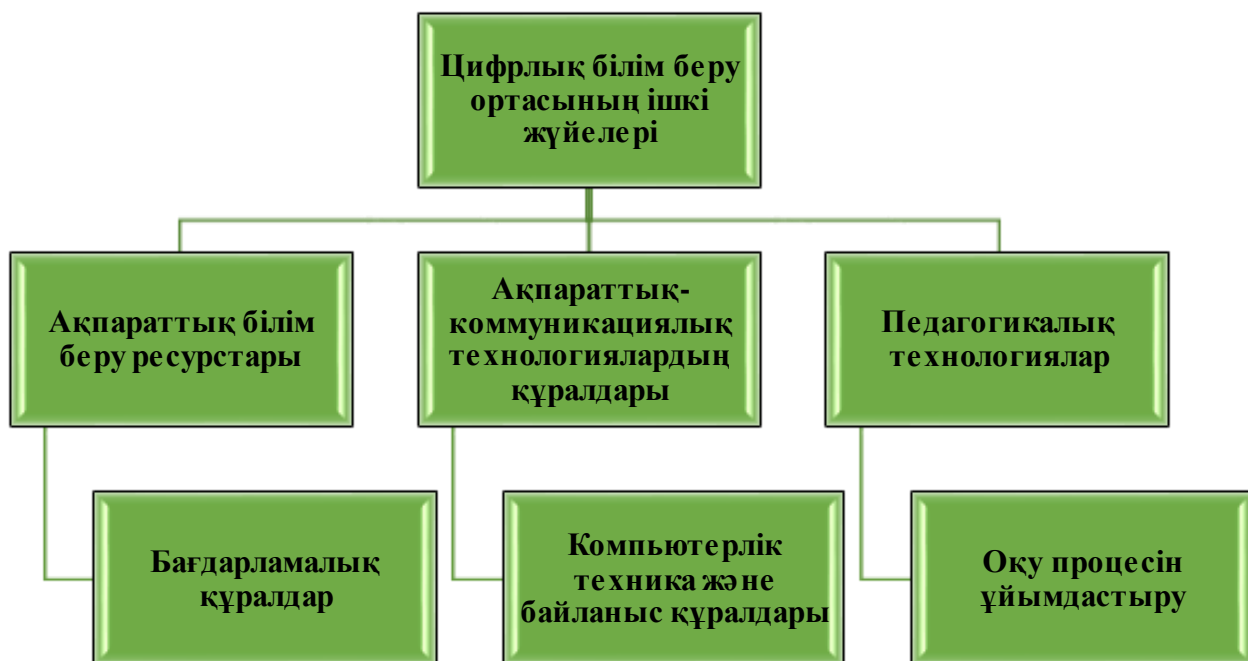 Цифрлық білім беру
ортасының ішкі
жүйелері
Ақпараттық білім
беру ресурстары
Ақпараттық-
коммуникациялық
технологиялардың
құралдары
Педагогикалық
технологиялар
Бағдарламалық
құралдар
Компьютерлік
техника және
байланыс құралдары
Оқу процесін
ұйымдастыру